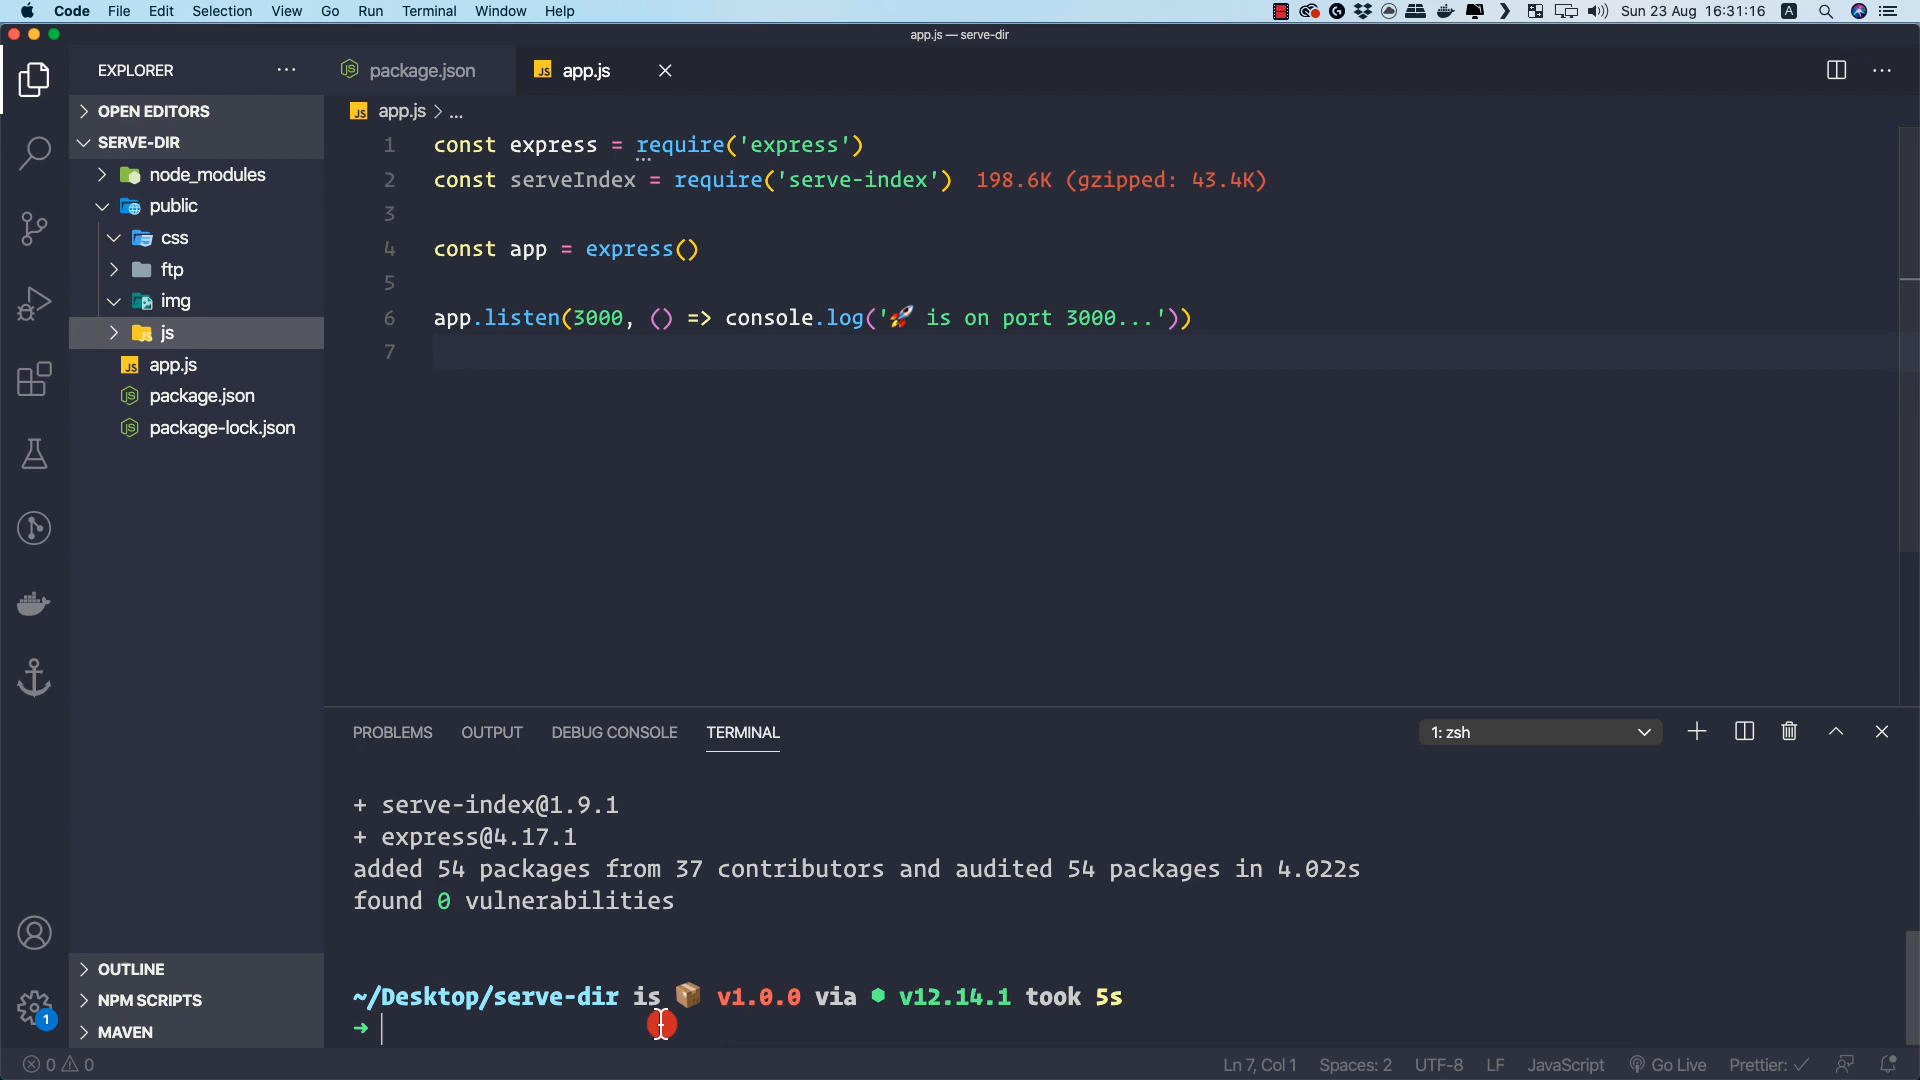 Code File Edit Selection View Go Run Terminal Window Help
Sun 23 Aug 16:31:16 A
app.js — serve-dir
EXPLORER
package.json
JS app.js
OPEN EDITORS
SERVE-DIR
node_modules
public
css
ftp
img
js
JS app.js
package.json
package-lock.json
OUTLINE
NPM SCRIPTS
MAVEN
1
JS app.js > ...
1 const express = require('express')
2 const serveIndex = require('serve-index') 198.6K (gzipped: 43.4K)
3
4 const app = express()
5
6 app.listen(3000, () => console.log('🚀 is on port 3000...'))
7
PROBLEMS OUTPUT DEBUG CONSOLE TERMINAL
1: zsh
+ serve-index@1.9.1
+ express@4.17.1
added 54 packages from 37 contributors and audited 54 packages in 4.022s
found 0 vulnerabilities
~/Desktop/serve-dir is 📦 v1.0.0 via ⬢ v12.14.1 took 5s
➜
0 0
Ln 7, Col 1 Spaces: 2 UTF-8 LF JavaScript Go Live Prettier: ✓